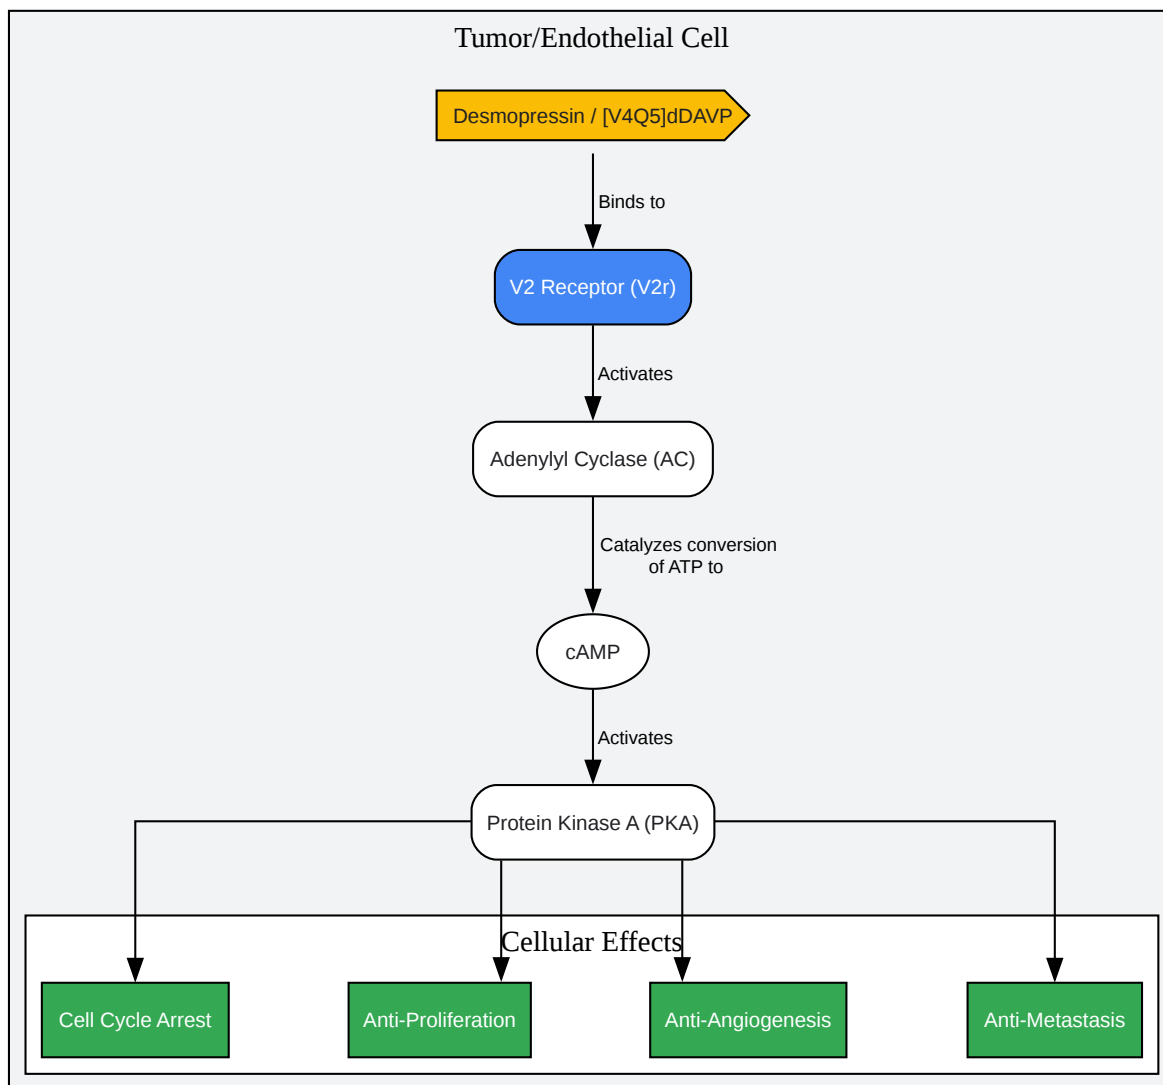 Tumor/Endothelial Cell
Desmopressin / [V4Q5]dDAVP
Binds to
V2 Receptor (V2r)
Activates
Adenylyl Cyclase (AC)
Catalyzes conversion
of ATP to
cAMP
Activates
Protein Kinase A (PKA)
Cellular Effects
Cell Cycle Arrest
Anti-Proliferation
Anti-Angiogenesis
Anti-Metastasis